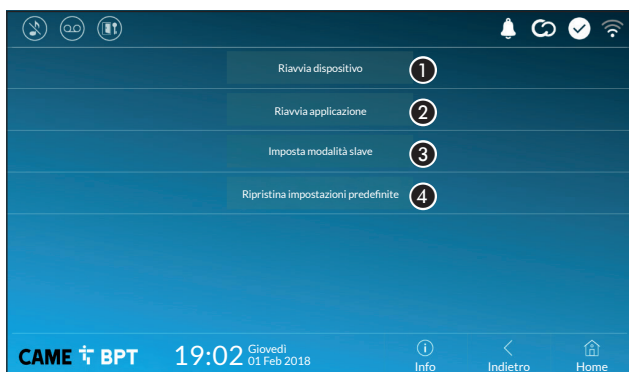 Riavvia dispositivo 1
Riavvia applicazione 2
Imposta modalità slave 3
Ripristina impostazioni predefinite 4
CAME BPT 19:02 Giovedì
01 Feb 2018
Info Indietro Home